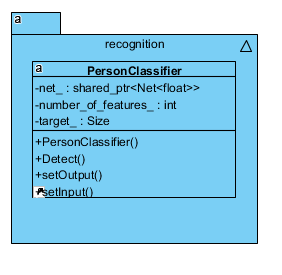 a
recognition
a
PersonClassifier
-net_ : shared_ptr<Net<float>>
-number_of_features_ : int
-target_ : Size
+PersonClassifier()
+Detect()
+setOutput()
+setInput()